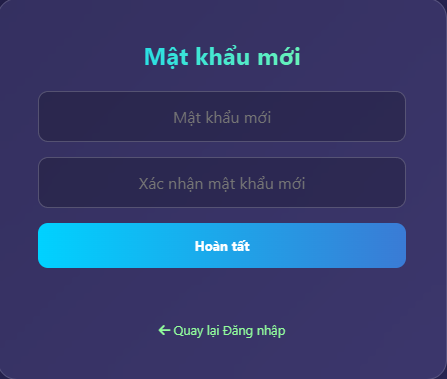 Mật khẩu mới
Mật khẩu mới
Xác nhận mật khẩu mới
Hoàn tất
← Quay lại Đăng nhập